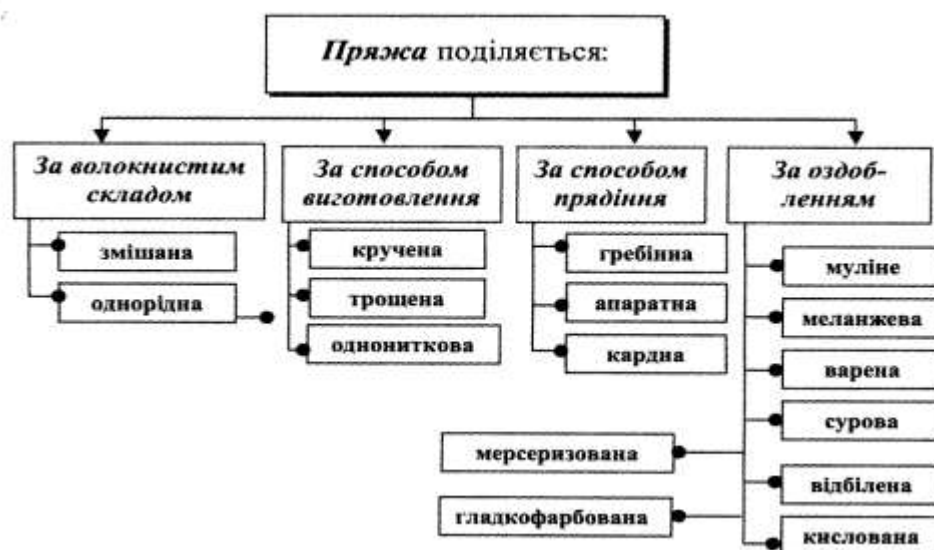 Пряжа поділяється:
За волокнистим
складом
змішана
однорідна
За способом
виготовлення
кручена
трощена
однониткова
За способом
прядіння
гребінна
апаратна
кардна
За оздоб-
ленням
муліне
меланжева
варена
сурова
мерсеризована
відбілена
гладкофарбована
кислована